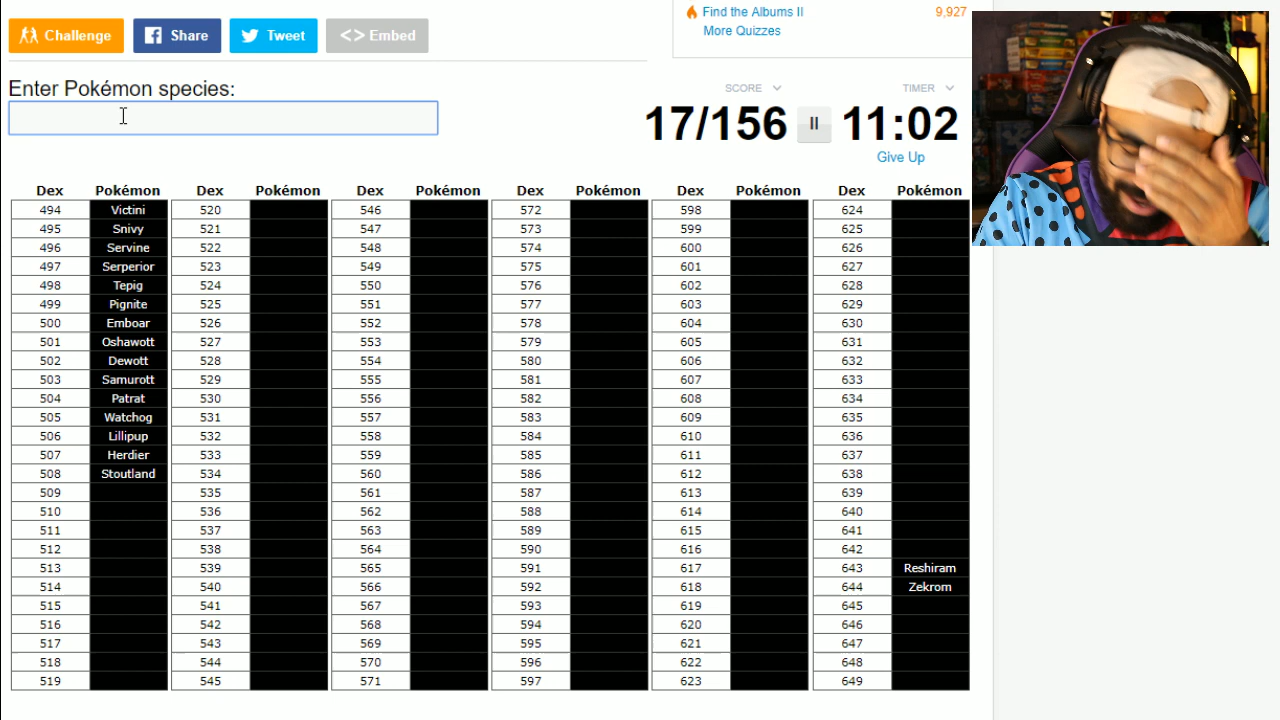 Challenge Share Tweet <> Embed
Find the Albums II 9,927
More Quizzes
Enter Pokémon species:
SCORE TIMER
17/156 II 11:02
Give Up
Dex Pokémon Dex Pokémon Dex Pokémon Dex Pokémon Dex Pokémon Dex Pokémon
494 Victini 520 546 572 598 624
495 Snivy 521 547 573 599 625
496 Servine 522 548 574 600 626
497 Serperior 523 549 575 601 627
498 Tepig 524 550 576 602 628
499 Pignite 525 551 577 603 629
500 Emboar 526 552 578 604 630
501 Oshawott 527 553 579 605 631
502 Dewott 528 554 580 606 632
503 Samurott 529 555 581 607 633
504 Patrat 530 556 582 608 634
505 Watchog 531 557 583 609 635
506 Lillipup 532 558 584 610 636
507 Herdier 533 559 585 611 637
508 Stoutland 534 560 586 612 638
509 535 561 587 613 639
510 536 562 588 614 640
511 537 563 589 615 641
512 538 564 590 616 642
513 539 565 591 617 643 Reshiram
514 540 566 592 618 644 Zekrom
515 541 567 593 619 645
516 542 568 594 620 646
517 543 569 595 621 647
518 544 570 596 622 648
519 545 571 597 623 649